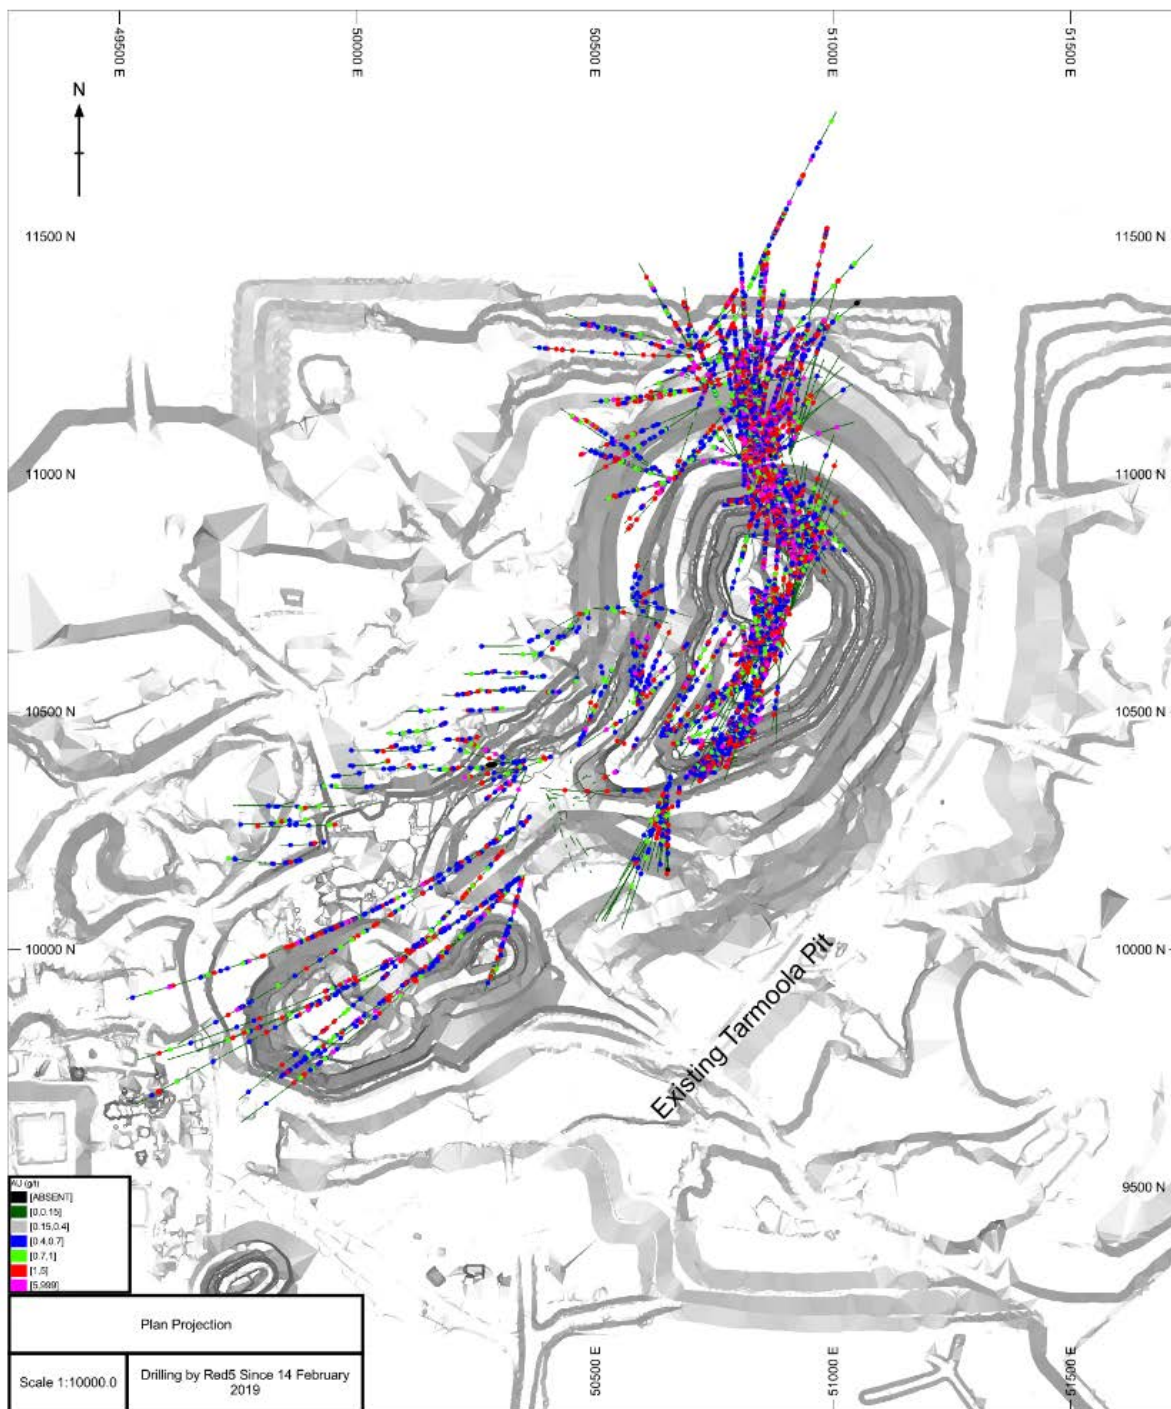 49500 E
50000 E
50500 E
51000 E
51500 E
N
11500 N
11500 N
11000 N
11000 N
10500 N
10500 N
10000 N
10000 N
Existing Tarmoola Pit
9500 N
AU (g/t)
[ABSENT]
[0,0.15]
[0.15,0.4]
[0.4,0.7]
[0.7,1]
[1,5]
[5,999]
Plan Projection
Scale 1:10000.0
Drilling by Red5 Since 14 February
2019
50500 E
51000 E
51500 E